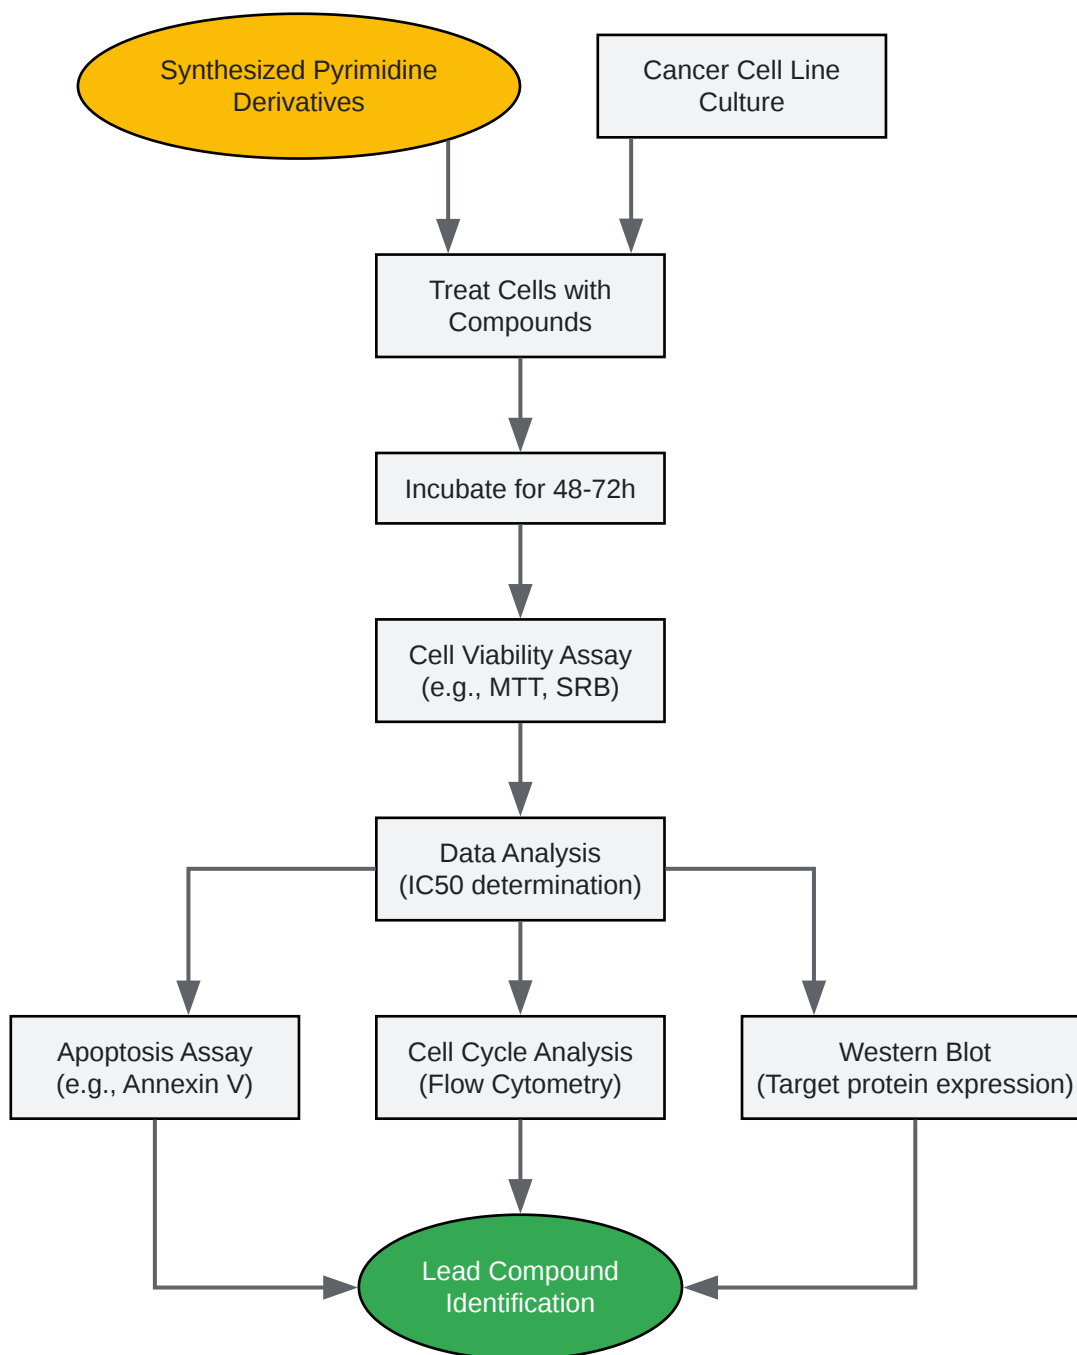 Synthesized Pyrimidine
Derivatives
Cancer Cell Line
Culture
Treat Cells with
Compounds
Incubate for 48-72h
Cell Viability Assay
(e.g., MTT, SRB)
Data Analysis
(IC50 determination)
Apoptosis Assay
(e.g., Annexin V)
Cell Cycle Analysis
(Flow Cytometry)
Western Blot
(Target protein expression)
Lead Compound
Identification